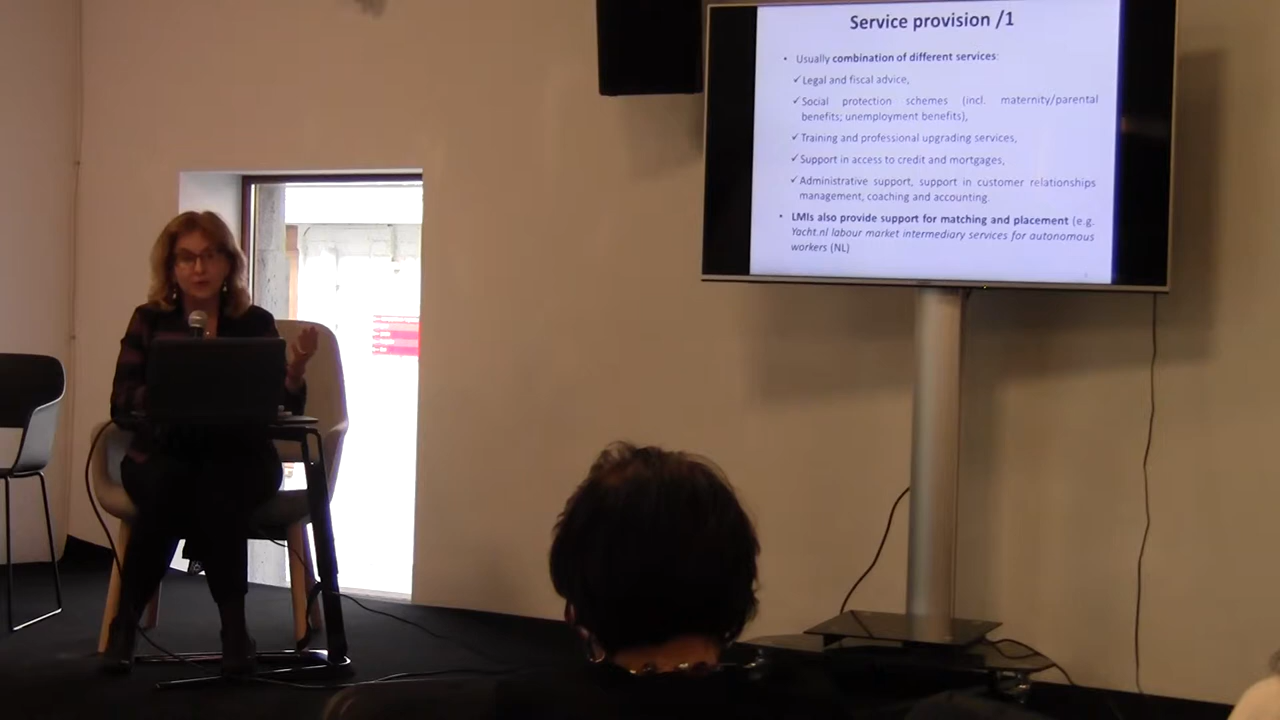 Service provision /1
• Usually combination of different services:
✓Legal and fiscal advice,
✓Social protection schemes (incl. maternity/parental
benefits; unemployment benefits),
✓Training and professional upgrading services,
✓Support in access to credit and mortgages,
✓Administrative support, support in customer relationships
management, coaching and accounting.
• LMIs also provide support for matching and placement (e.g.
Yacht.nl labour market intermediary services for autonomous
workers (NL)